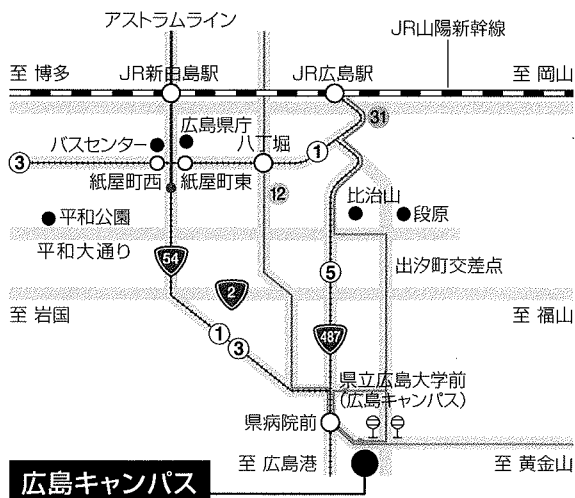 アストラムライン
JR山陽新幹線
至 博多
JR新白島駅
JR広島駅
至 岡山
31
広島県庁
バスセンター
八丁堀
3
1
紙屋町西
紙屋町東
12
比治山
平和公園
段原
平和大通り
54
5
出汐町交差点
2
至 岩国
至 福山
1
3
487
県立広島大学前
(広島キャンパス)
県病院前
至 広島港
至 黄金山
広島キャンパス